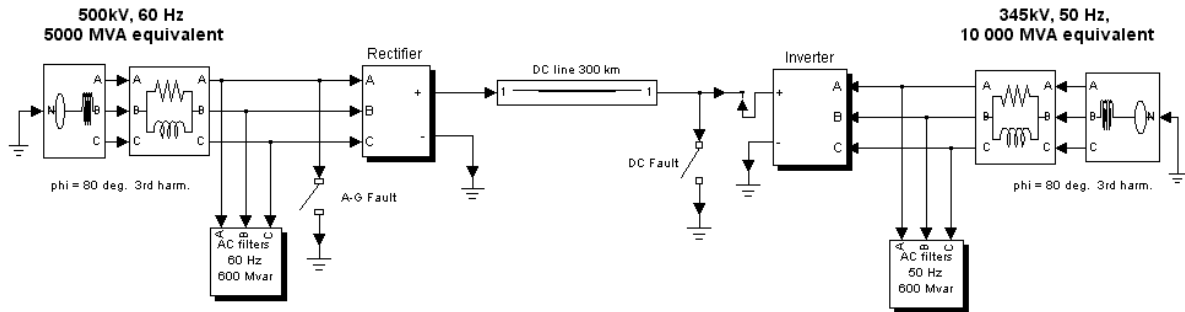 500kV, 60 Hz
5000 MVA equivalent
345kV, 50 Hz,
10 000 MVA equivalent
Rectifier
DC line 300 km
Inverter
N
A
B
C
A
B
C
A
B
C
+
-
1
1
+
-
A
B
C
A
B
C
A
B
C
N
phi = 80 deg. 3rd harm.
A-G Fault
DC Fault
phi = 80 deg. 3rd harm.
A
B
C
AC filters
60 Hz
600 Mvar
A
B
C
AC filters
50 Hz
600 Mvar